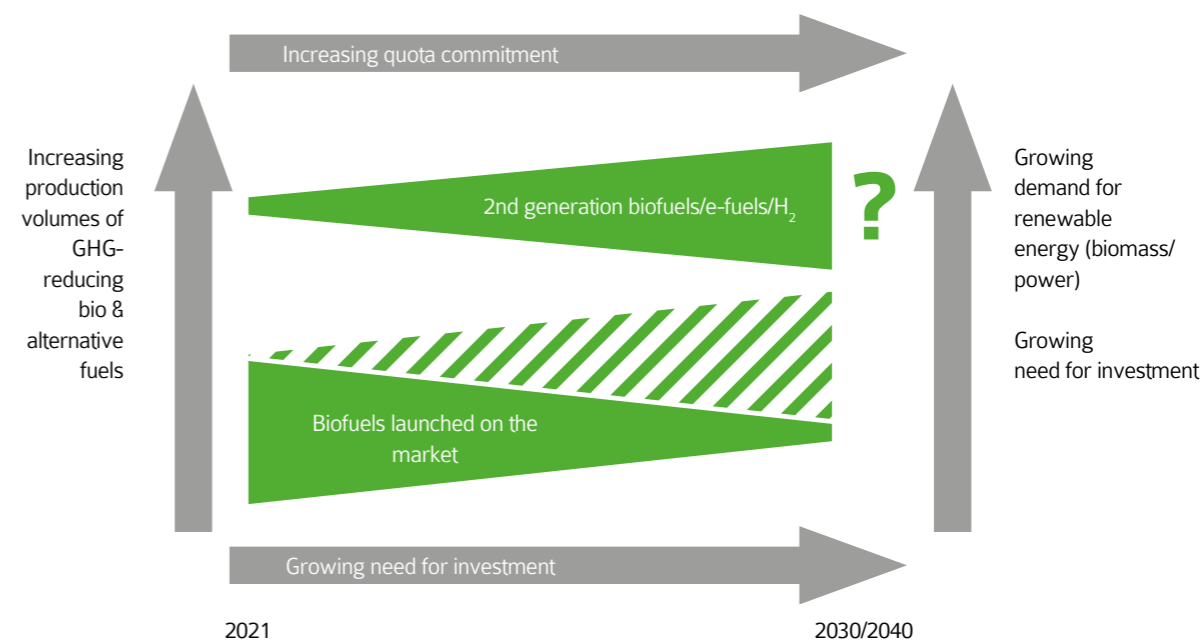 Increasing quota commitment
Increasing
production
volumes of
GHG-
reducing
bio &
alternative
fuels
2nd generation biofuels/e-fuels/H₂
?
Growing
demand for
renewable
energy (biomass/
power)
Growing
need for investment
Biofuels launched on the
market
Growing need for investment
2021
2030/2040